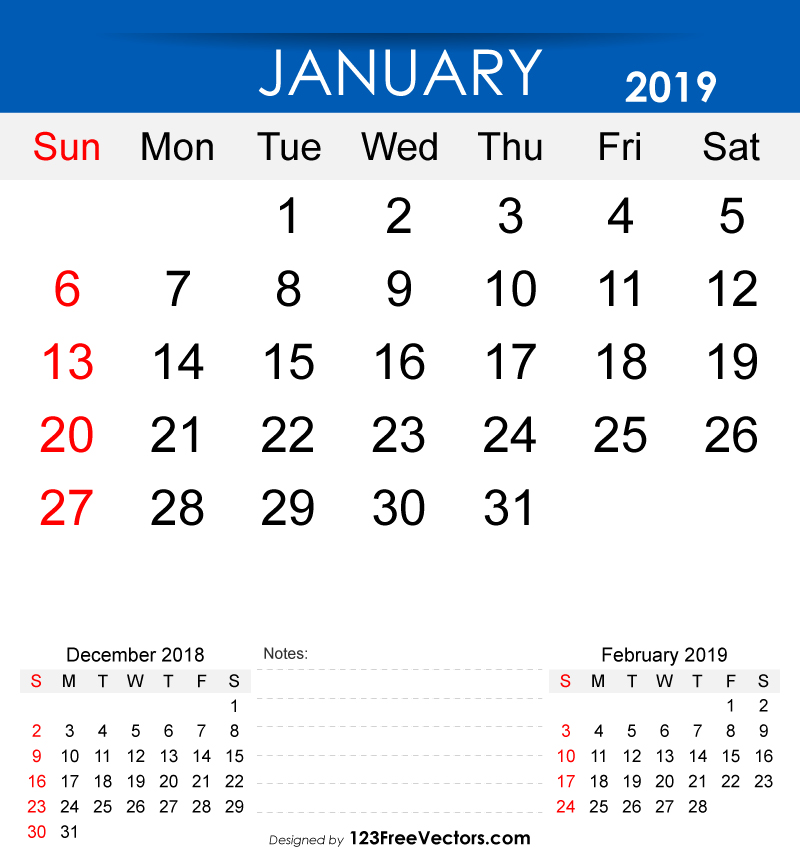 JANUARY 2019
Sun Mon Tue Wed Thu Fri Sat
1 2 3 4 5
6 7 8 9 10 11 12
13 14 15 16 17 18 19
20 21 22 23 24 25 26
27 28 29 30 31
December 2018
S M T W T F S
1
2 3 4 5 6 7 8
9 10 11 12 13 14 15
16 17 18 19 20 21 22
23 24 25 26 27 28 29
30 31
Notes:
February 2019
S M T W T F S
1 2
3 4 5 6 7 8 9
10 11 12 13 14 15 16
17 18 19 20 21 22 23
24 25 26 27 28
Designed by 123FreeVectors.com